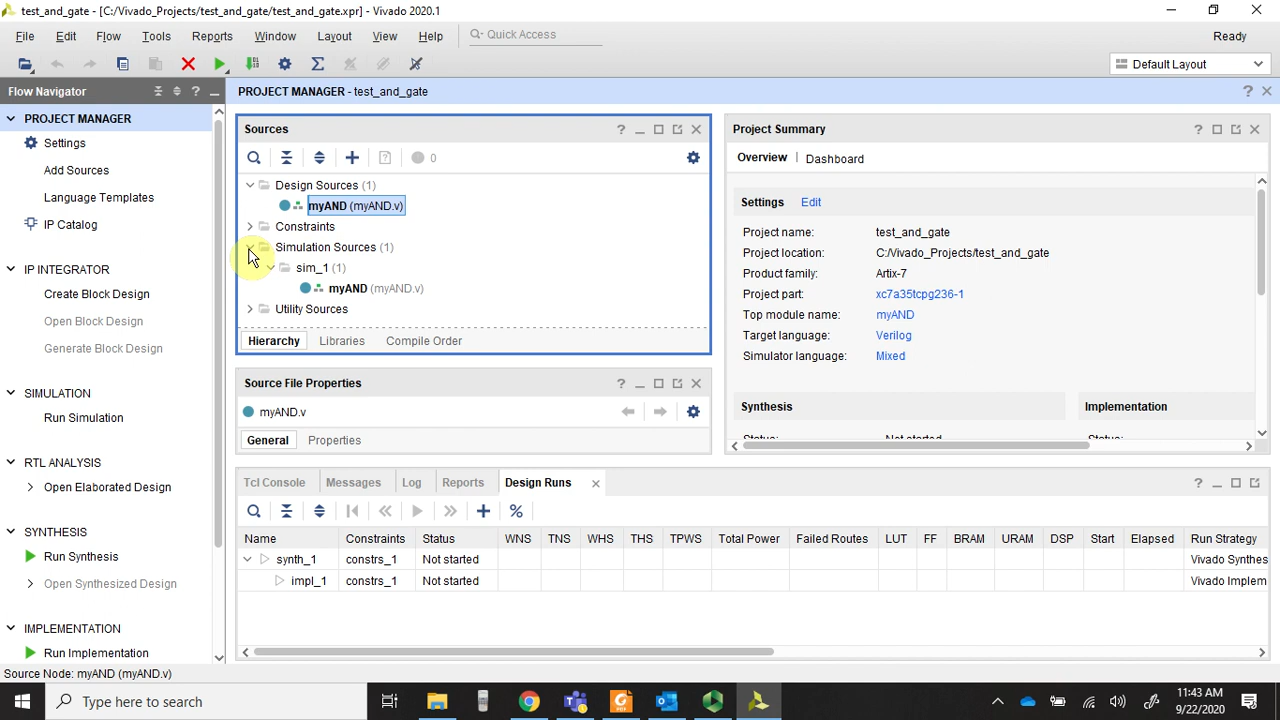 test_and_gate - [C:/Vivado_Projects/test_and_gate/test_and_gate.xpr] - Vivado 2020.1
File Edit Flow Tools Reports Window Layout View Help Quick Access Ready
Default Layout
Flow Navigator
PROJECT MANAGER
Settings
Add Sources
Language Templates
IP Catalog
IP INTEGRATOR
Create Block Design
Open Block Design
Generate Block Design
SIMULATION
Run Simulation
RTL ANALYSIS
Open Elaborated Design
SYNTHESIS
Run Synthesis
Open Synthesized Design
IMPLEMENTATION
Run Implementation
PROJECT MANAGER - test_and_gate
Sources
0
Design Sources (1)
myAND (myAND.v)
Constraints
Simulation Sources (1)
sim_1 (1)
myAND (myAND.v)
Utility Sources
Hierarchy Libraries Compile Order
Source File Properties
myAND.v
General Properties
Project Summary
Overview Dashboard
Settings Edit
Project name: test_and_gate
Project location: C:/Vivado_Projects/test_and_gate
Product family: Artix-7
Project part: xc7a35tcpg236-1
Top module name: myAND
Target language: Verilog
Simulator language: Mixed
Synthesis Implementation
Status: Not started Status:
Tcl Console Messages Log Reports Design Runs
Name Constraints Status WNS TNS WHS THS TPWS Total Power Failed Routes LUT FF BRAM URAM DSP Start Elapsed Run Strategy
synth_1 constrs_1 Not started Vivado Synthes
impl_1 constrs_1 Not started Vivado Implem
Source Node: myAND (myAND.v)
Type here to search
11:43 AM
9/22/2020